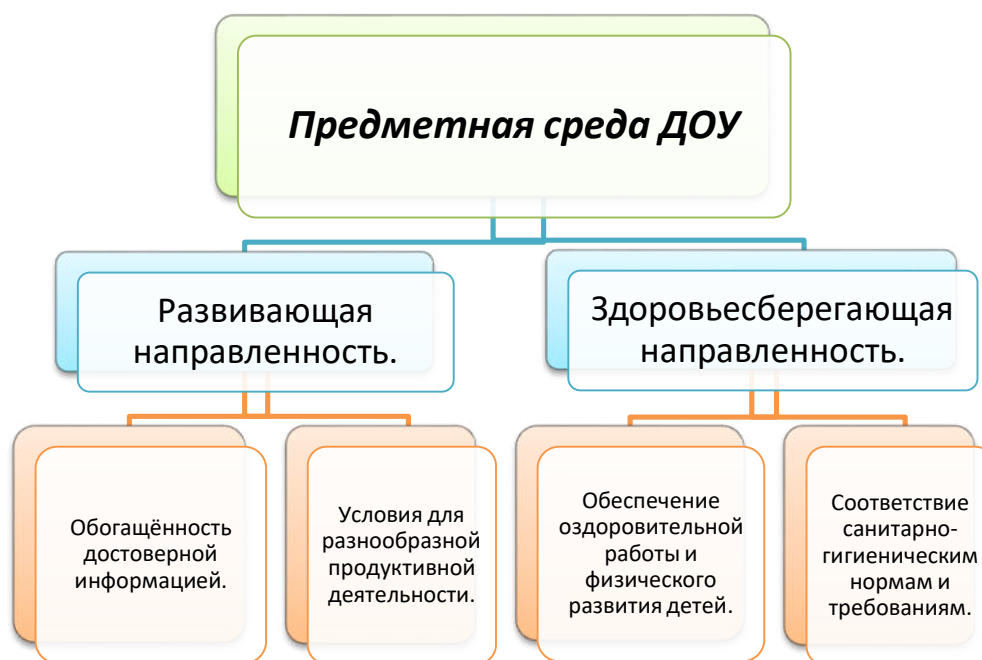 Предметная среда ДОУ
Развивающая
направленность.
Здоровьесберегающая
направленность.
Обогащённость
достоверной
информацией.
Условия для
разнообразной
продуктивной
деятельности.
Обеспечение
оздоровительной
работы и
физического
развития детей.
Соответствие
санитарно-
гигиеническим
нормам и
требованиям.